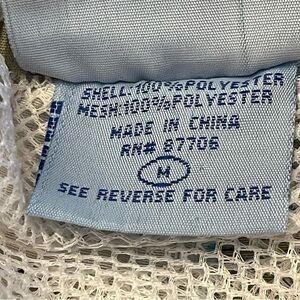 SHELL:100%POLYESTER
MESH:100%POLYESTER
MADE IN CHINA
RN# 87706
M
SEE REVERSE FOR CARE